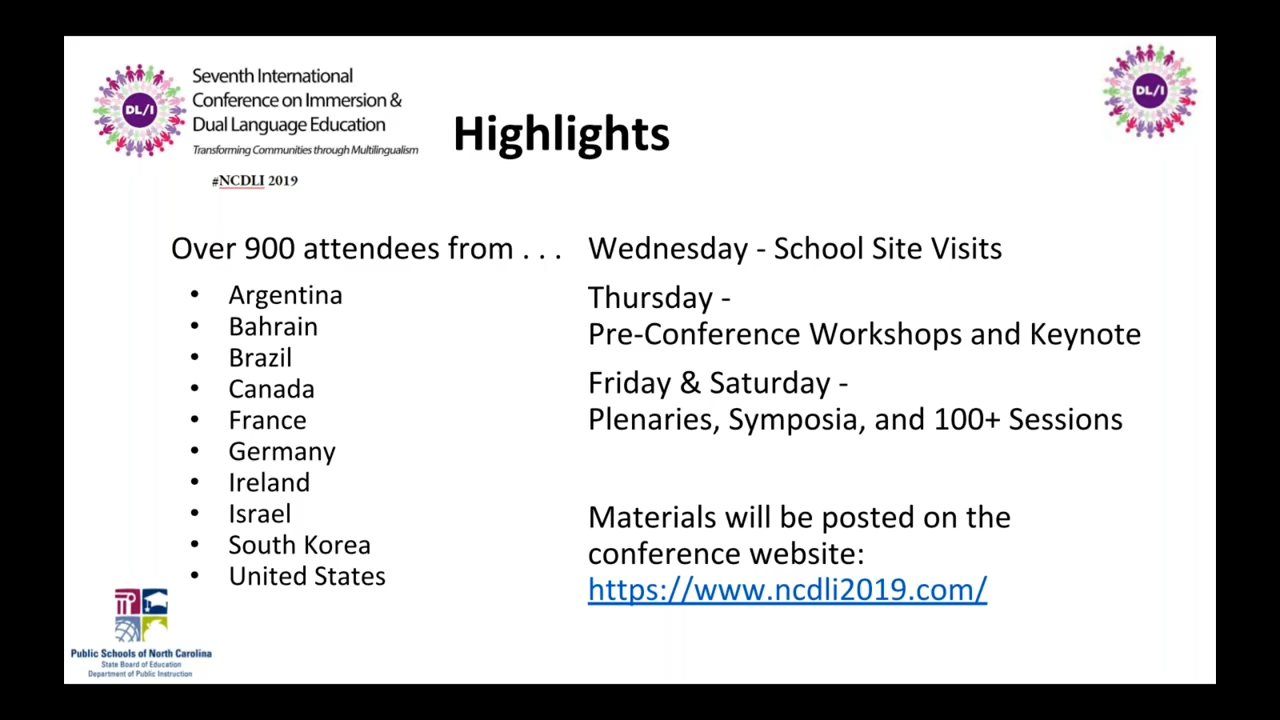 Seventh International
Conference on Immersion &
Dual Language Education
Transforming Communities through Multilingualism
#NCDLI 2019
DL/I
DL/I
Highlights
Over 900 attendees from . . .
• Argentina
• Bahrain
• Brazil
• Canada
• France
• Germany
• Ireland
• Israel
• South Korea
• United States
Wednesday - School Site Visits
Thursday -
Pre-Conference Workshops and Keynote
Friday & Saturday -
Plenaries, Symposia, and 100+ Sessions
Materials will be posted on the
conference website:
https://www.ncdli2019.com/
Public Schools of North Carolina
State Board of Education
Department of Public Instruction